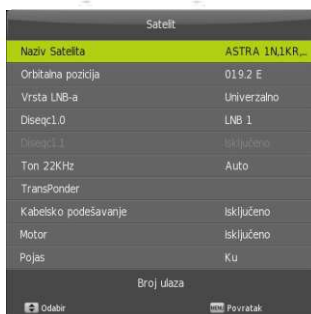 Satelit
Naziv Satelita ASTRA 1N,1KR,...
Orbitalna pozicija 019.2 E
Vrsta LNB-a Univerzalno
Diseqc1.0 LNB 1
Diseqc1.1 Isključeno
Ton 22KHz Auto
TransPonder
Kabelsko podešavanje Isključeno
Motor Isključeno
Pojas Ku
Broj ulaza
Odabir MENU Povratak